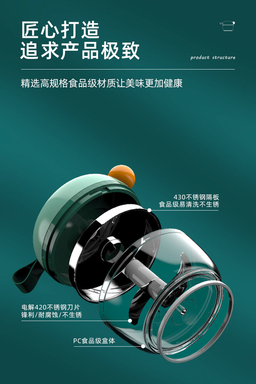 匠心打造
追求产品极致
product structure
精选高规格食品级材质让美味更加健康
430不锈钢隔板
食品级易清洗不生锈
电解420不锈钢刀片
锋利/耐腐蚀/不生锈
PC食品级盒体